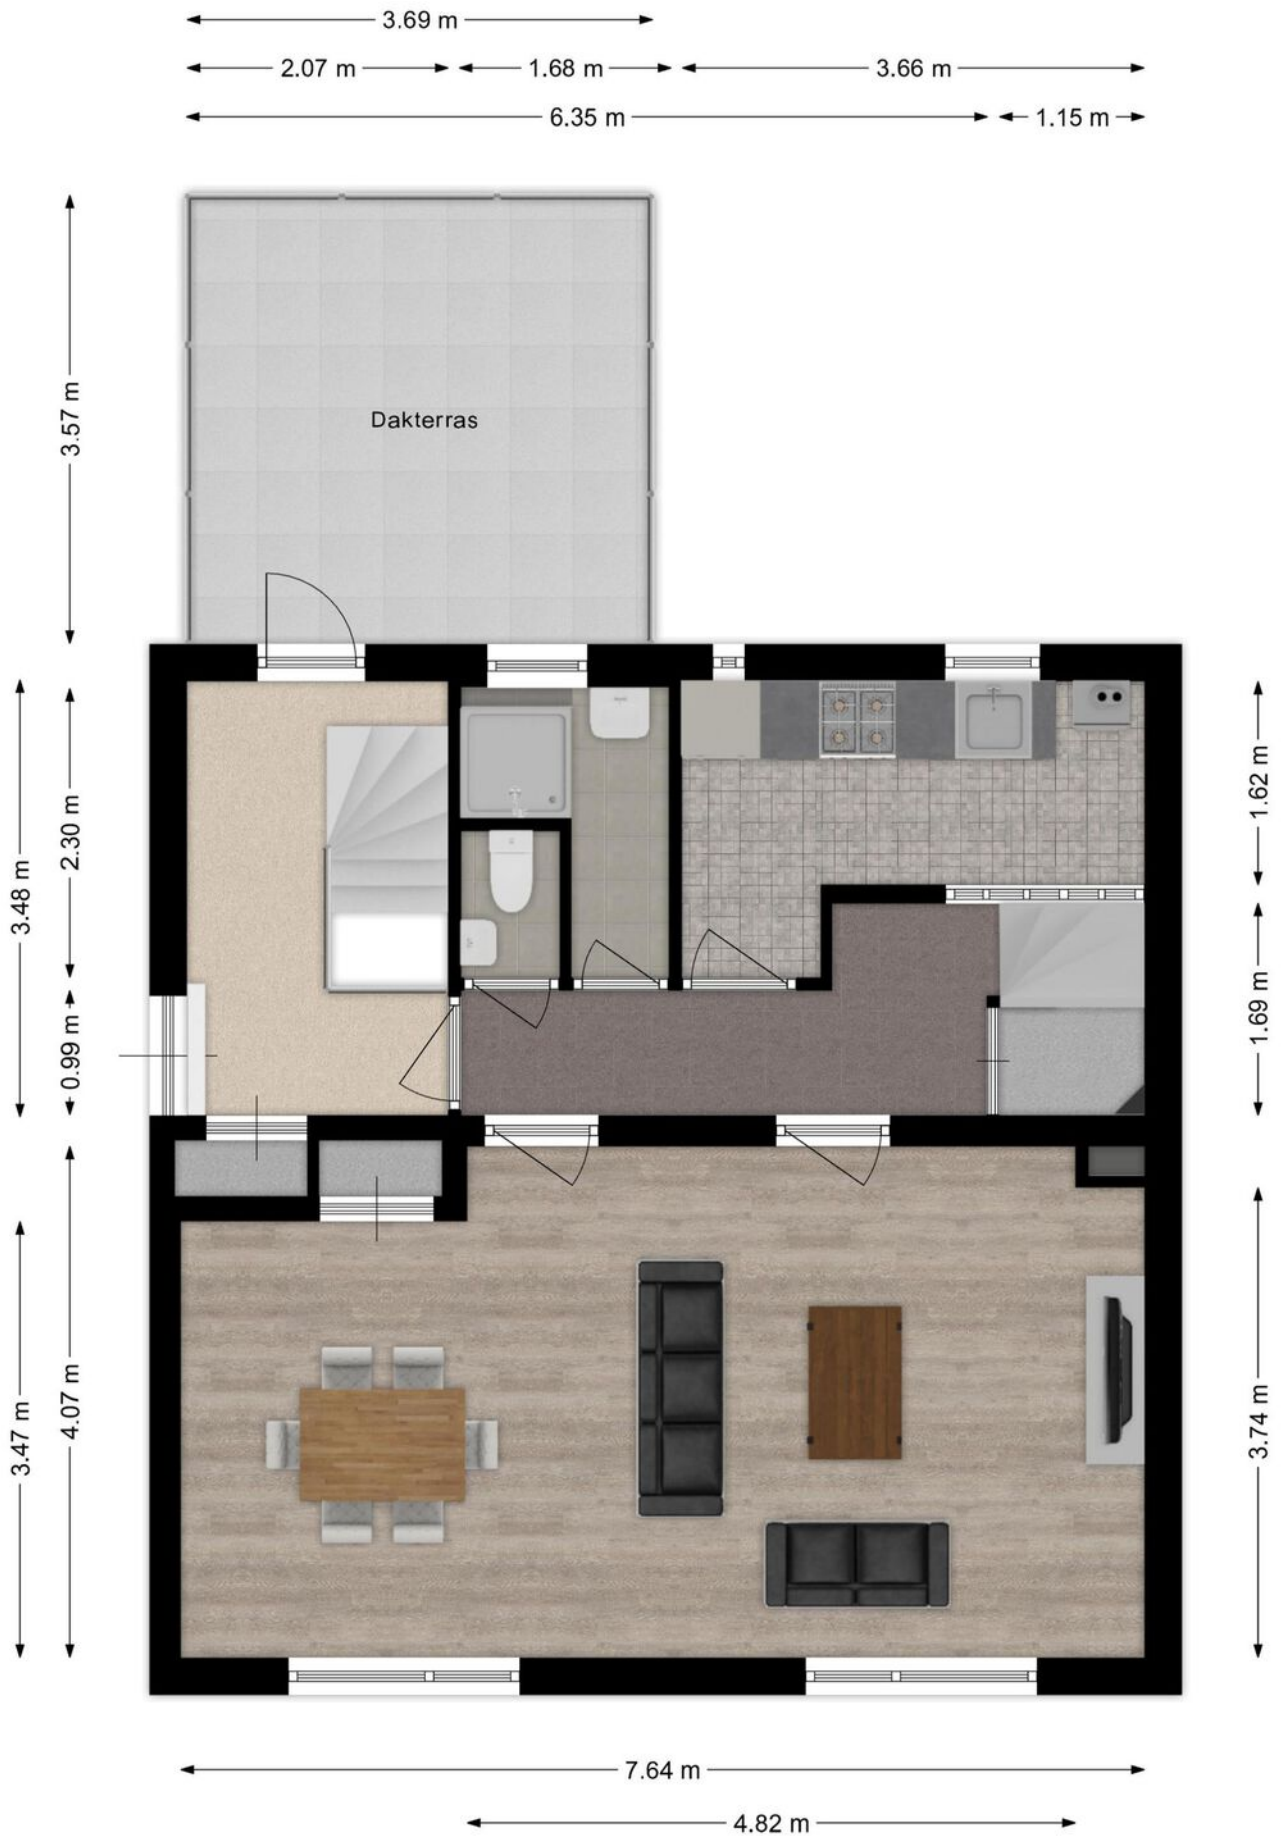 3.69 m
2.07 m
1.68 m
3.66 m
6.35 m
1.15 m
3.57 m
Dakterras
3.48 m
2.30 m
0.99 m
1.62 m
1.69 m
3.47 m
4.07 m
3.74 m
7.64 m
4.82 m